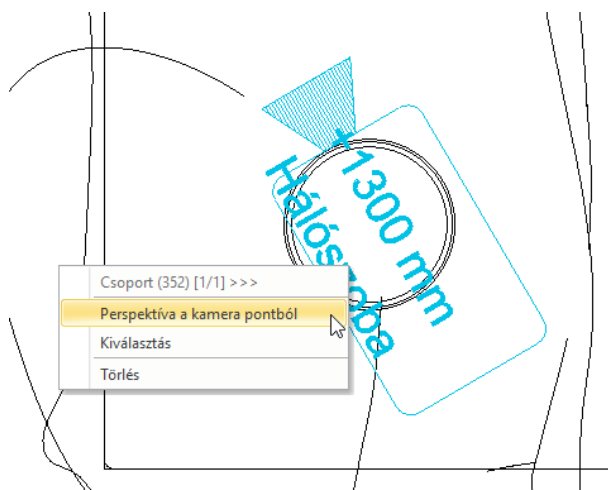 +1300 mm
Hálószoba
Csoport (352) [1/1] >>>
Perspektíva a kamera pontból
Kiválasztás
Törlés